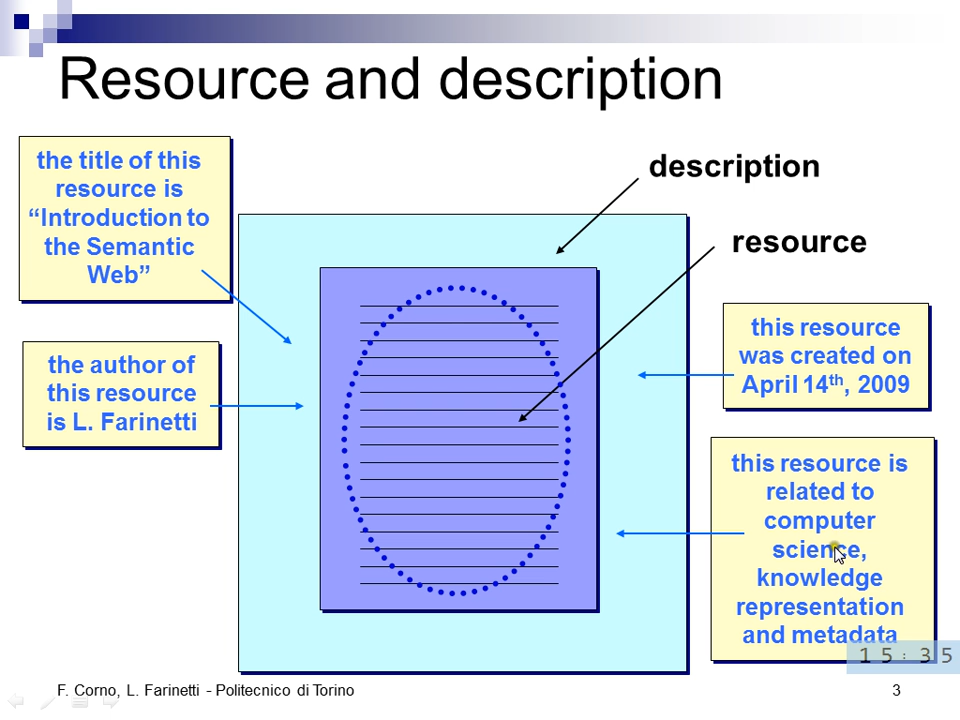 Resource and description
the title of this
resource is
“Introduction to
the Semantic
Web”
description
resource
the author of
this resource
is L. Farinetti
this resource
was created on
April 14th, 2009
this resource is
related to
computer
science,
knowledge
representation
and metadata
15:35
F. Corno, L. Farinetti - Politecnico di Torino
3